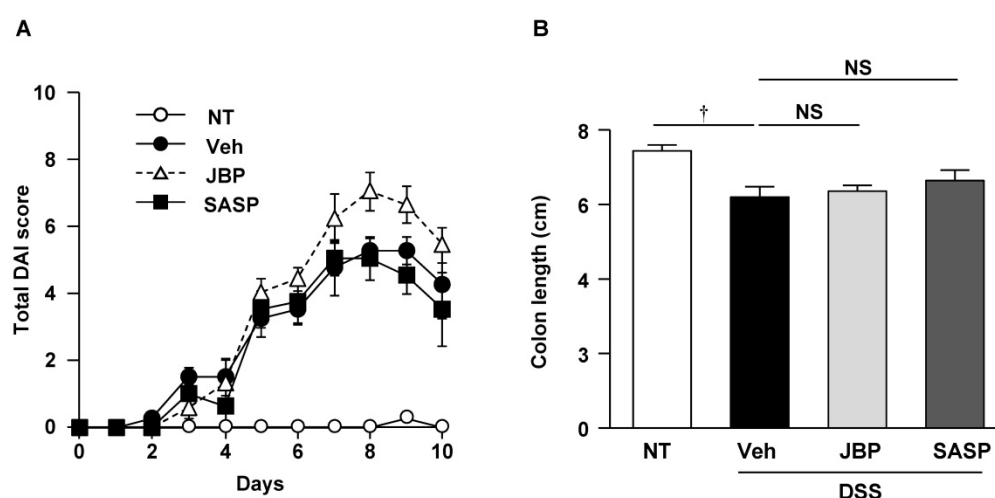 A
Total DAI score
10
8
6
4
2
0
NT
Veh
JBP
SASP
0 2 4 6 8 10
Days
B
Colon length (cm)
8
6
4
3
0
NS
† NS
NT Veh JBP SASP
DSS